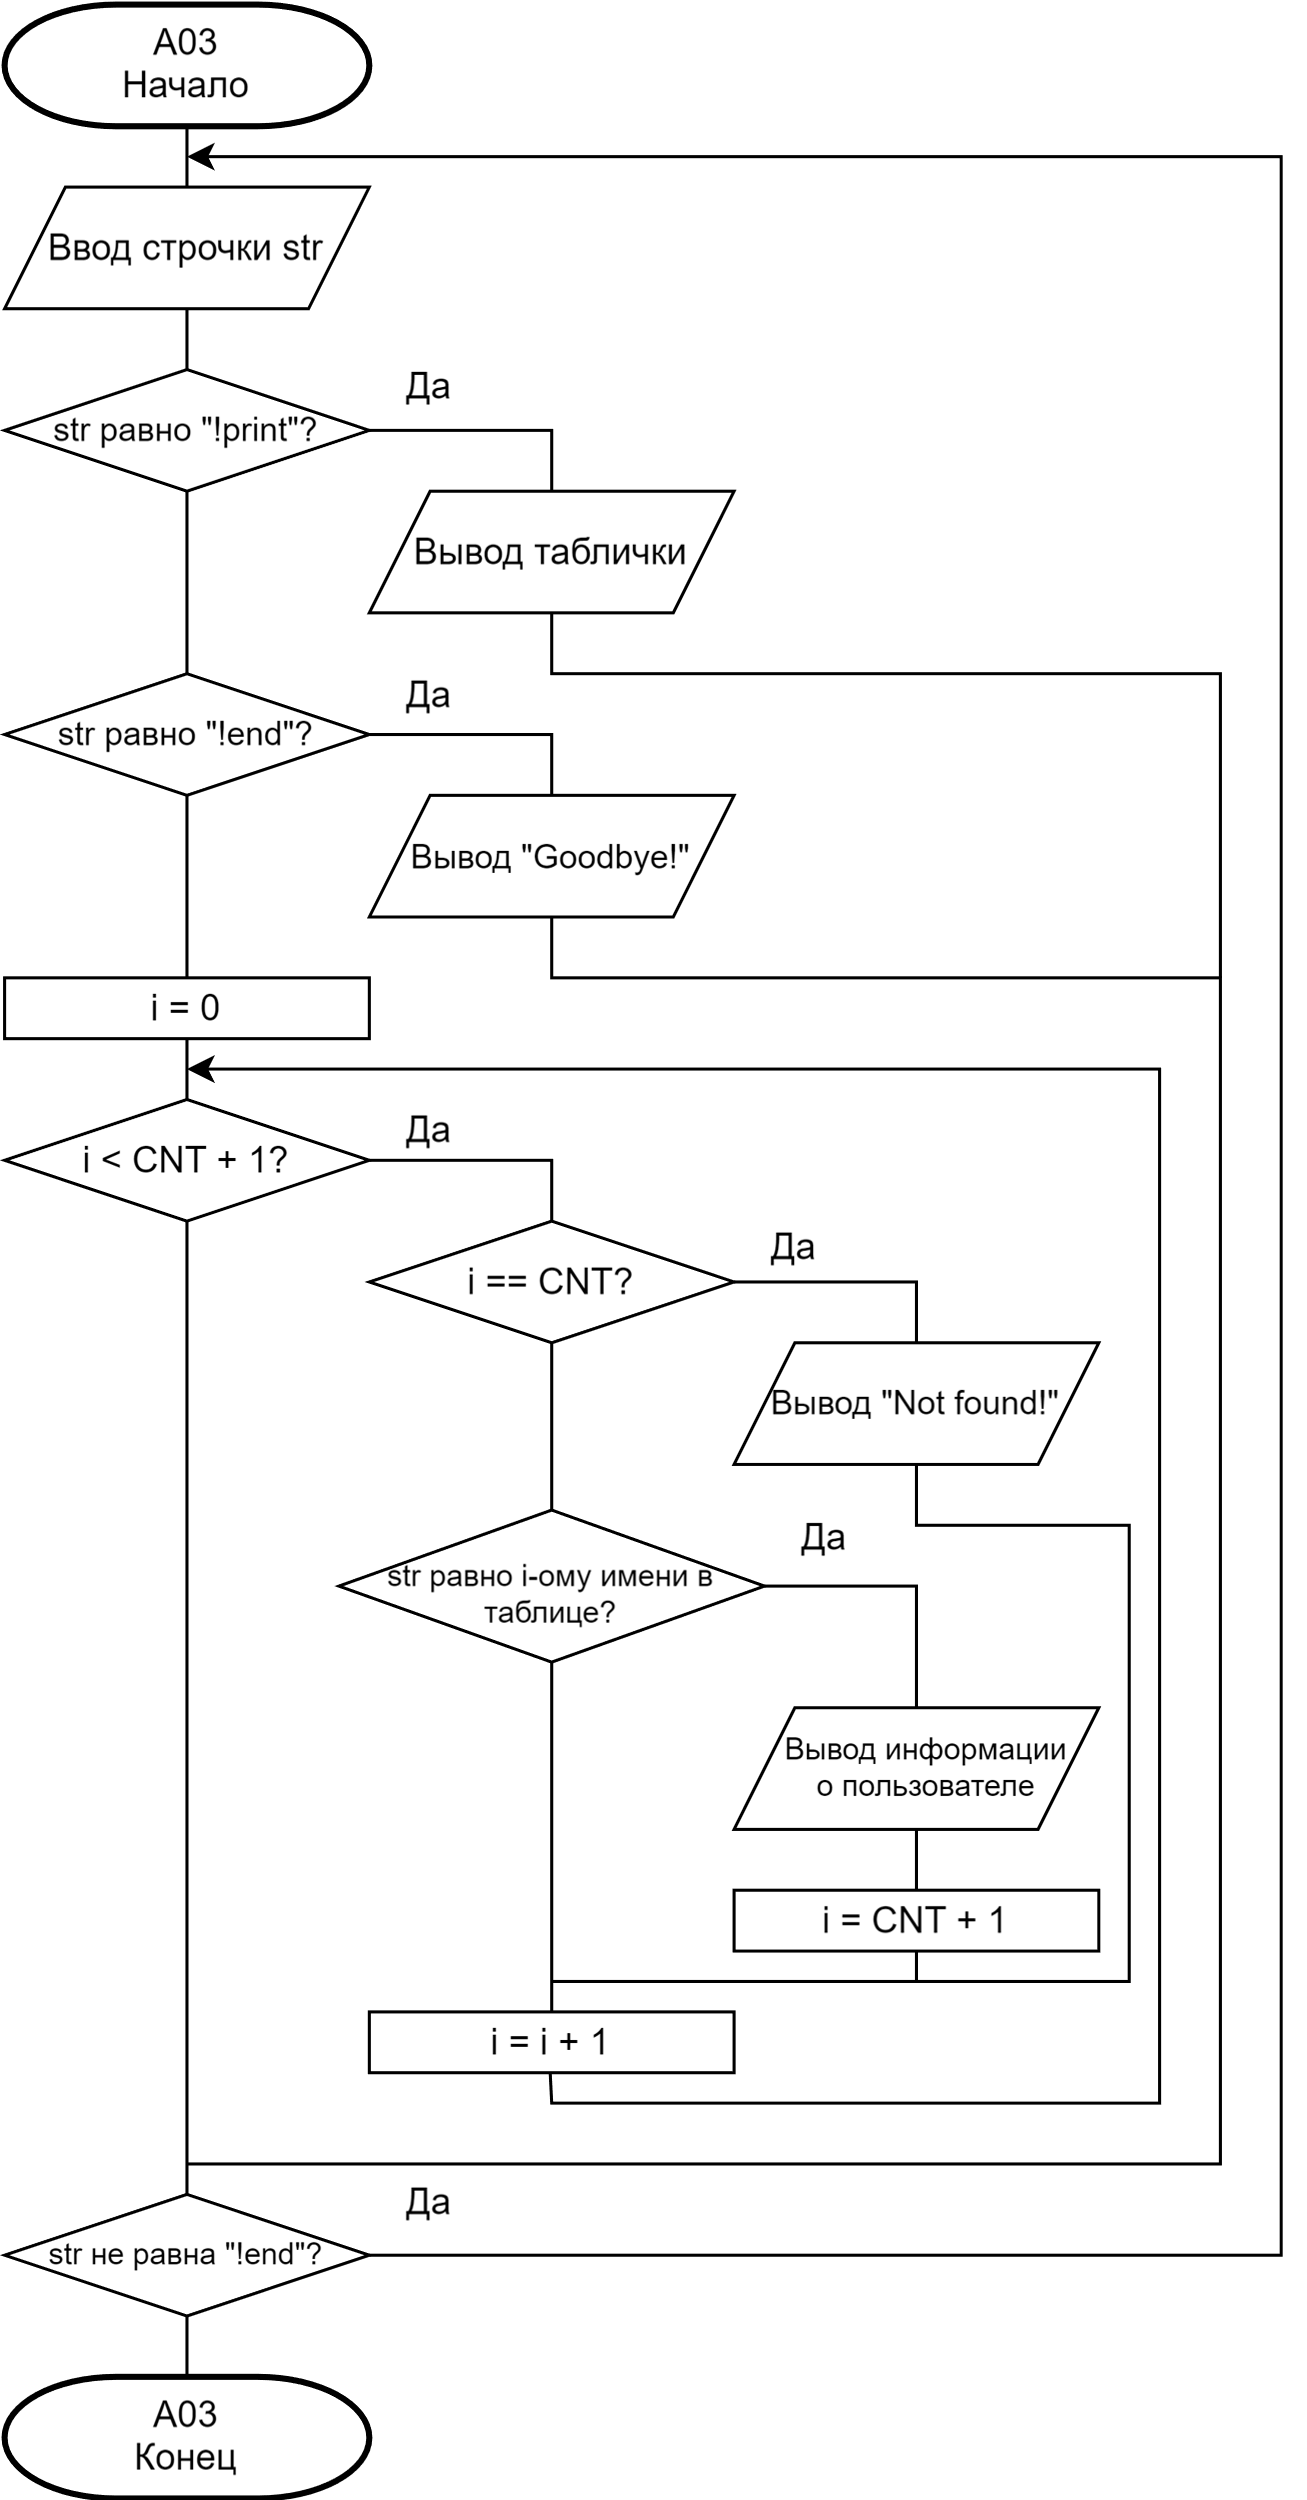 A03
Начало
Ввод строчки str
Да
str равно "!print"?
Вывод таблички
Да
str равно "!end"?
Вывод "Goodbye!"
i = 0
Да
i < CNT + 1?
Да
i == CNT?
Вывод "Not found!"
Да
str равно i-ому имени в
таблице?
Вывод информации
о пользователе
i = CNT + 1
i = i + 1
Да
str не равна "!end"?
A03
Конец